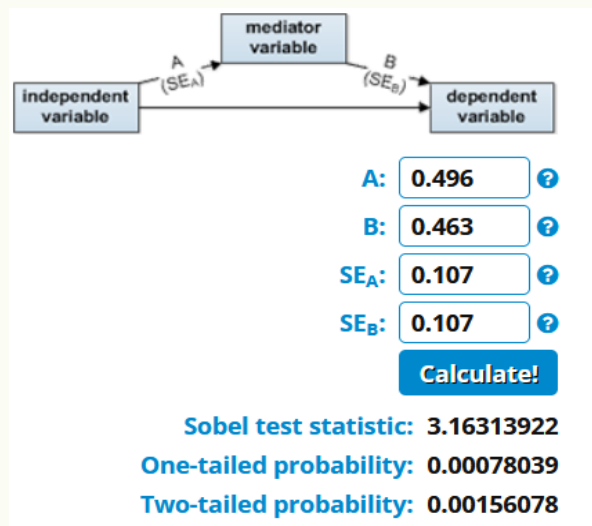 mediator
variable
A
(SEA)
B
(SEB)
independent
variable
dependent
variable
A: 0.496 ?
B: 0.463 ?
SEA: 0.107 ?
SEB: 0.107 ?
Calculate!
Sobel test statistic: 3.16313922
One-tailed probability: 0.00078039
Two-tailed probability: 0.00156078